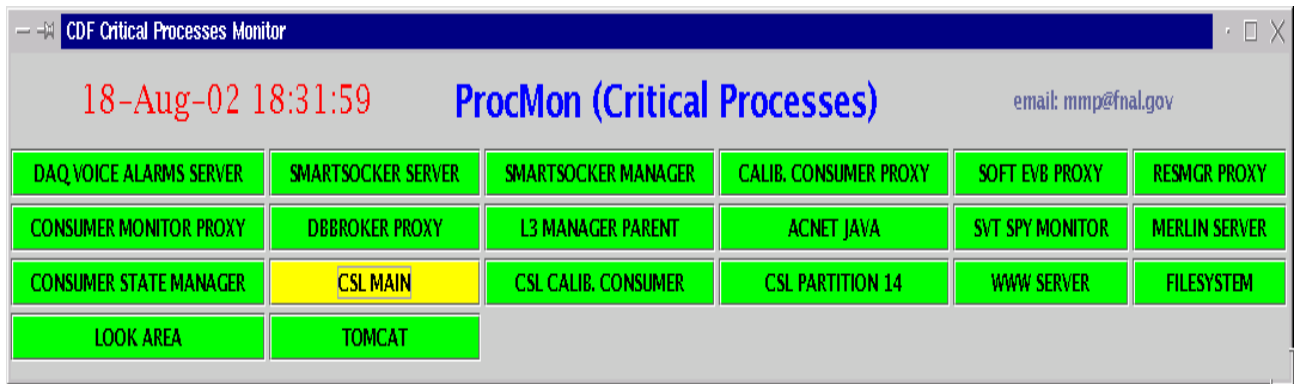 CDF Critical Processes Monitor
18-Aug-02 18:31:59 ProcMon (Critical Processes) email: mmp@fnal.gov
DAQ VOICE ALARMS SERVER SMARTSOCKER SERVER SMARTSOCKER MANAGER CALIB. CONSUMER PROXY SOFT EVB PROXY RESMGR PROXY
CONSUMER MONITOR PROXY DBBROKER PROXY L3 MANAGER PARENT ACNET JAVA SVT SPY MONITOR MERLIN SERVER
CONSUMER STATE MANAGER CSL MAIN CSL CALIB. CONSUMER CSL PARTITION 14 WWW SERVER FILESYSTEM
LOOK AREA TOMCAT